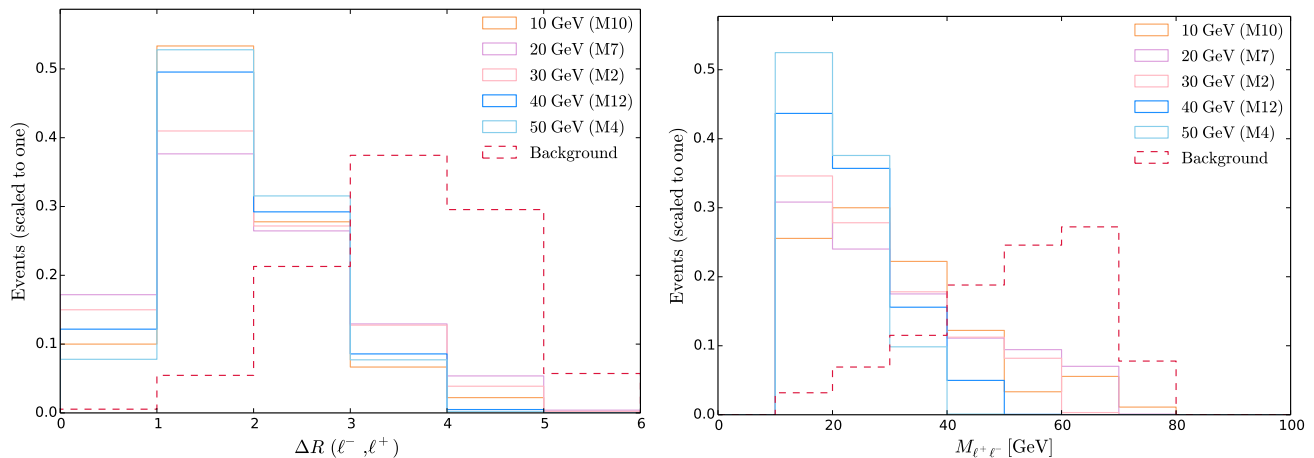 Events (scaled to one)
0.5
0.4
0.3
0.2
0.1
0.0
10 GeV (M10)
20 GeV (M7)
30 GeV (M2)
40 GeV (M12)
50 GeV (M4)
Background
0 1 2 3 4 5 6
ΔR (ℓ⁻ ,ℓ⁺)
Events (scaled to one)
0.5
0.4
0.3
0.2
0.1
0.0
10 GeV (M10)
20 GeV (M7)
30 GeV (M2)
40 GeV (M12)
50 GeV (M4)
Background
0 20 40 60 80 100
M_{ℓ⁺ ℓ⁻} [GeV]